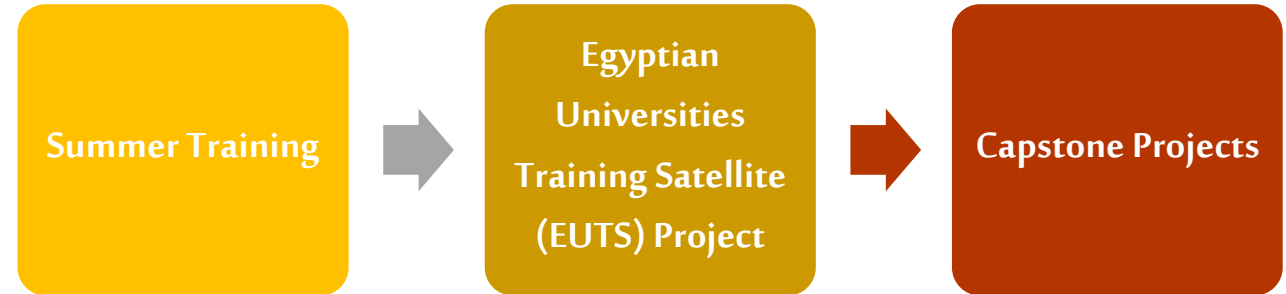 Summer Training
Egyptian
Universities
Training Satellite
(EUTS) Project
Capstone Projects